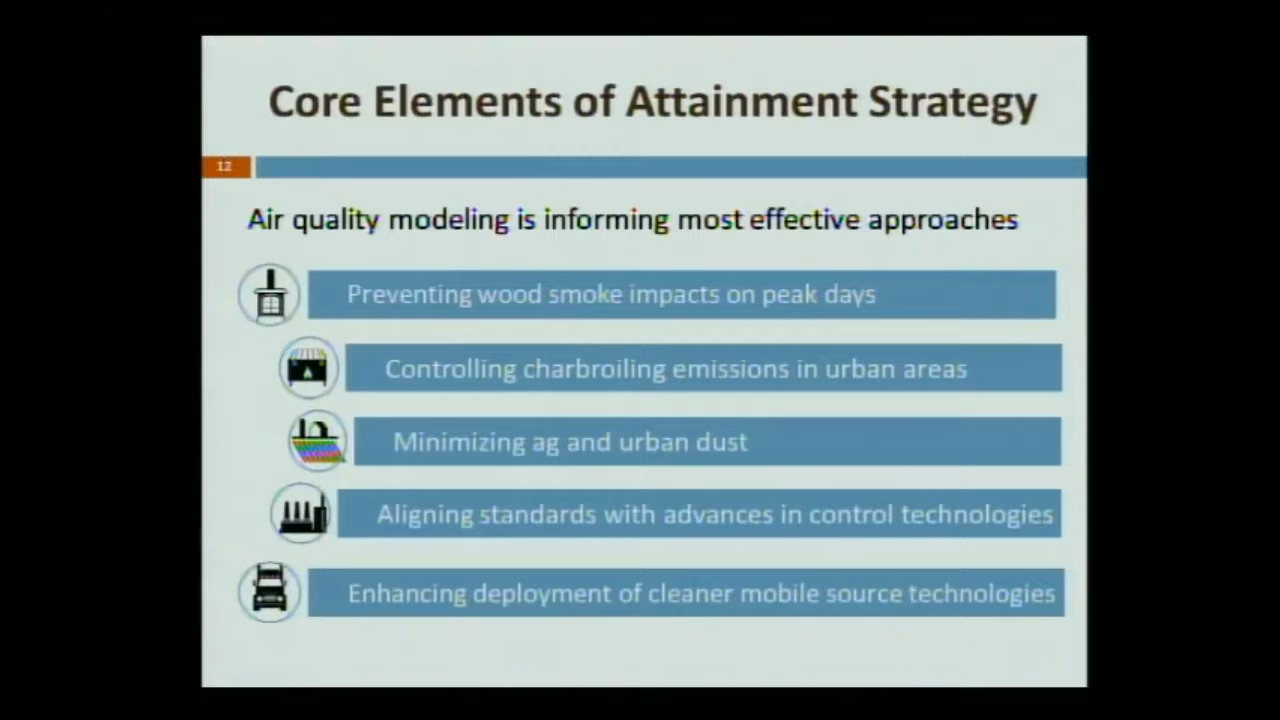 Core Elements of Attainment Strategy
12
Air quality modeling is informing most effective approaches
Preventing wood smoke impacts on peak days
Controlling charbroiling emissions in urban areas
Minimizing ag and urban dust
Aligning standards with advances in control technologies
Enhancing deployment of cleaner mobile source technologies